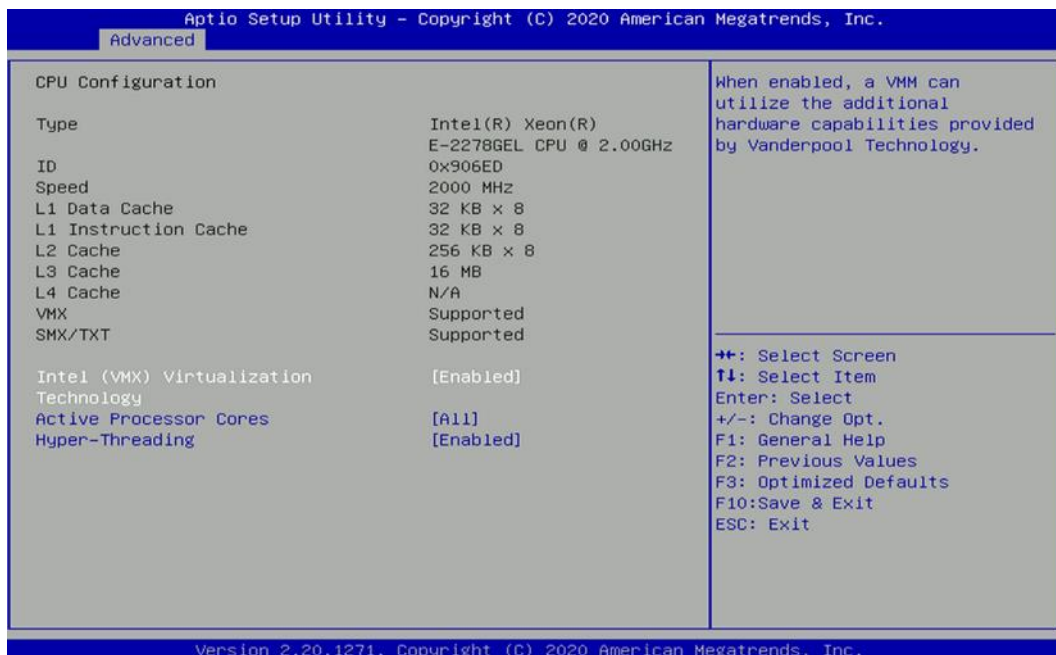 Aptio Setup Utility – Copyright (C) 2020 American Megatrends, Inc.
Advanced
CPU Configuration
Type Intel(R) Xeon(R)
E-2278GEL CPU @ 2.00GHz
ID 0x906ED
Speed 2000 MHz
L1 Data Cache 32 KB x 8
L1 Instruction Cache 32 KB x 8
L2 Cache 256 KB x 8
L3 Cache 16 MB
L4 Cache N/A
VMX Supported
SMX/TXT Supported
Intel (VMX) Virtualization [Enabled]
Technology
Active Processor Cores [All]
Hyper-Threading [Enabled]
When enabled, a VMM can
utilize the additional
hardware capabilities provided
by Vanderpool Technology.
→←: Select Screen
↑↓: Select Item
Enter: Select
+/-: Change Opt.
F1: General Help
F2: Previous Values
F3: Optimized Defaults
F10:Save & Exit
ESC: Exit
Version 2.20.1271. Copyright (C) 2020 American Megatrends, Inc.